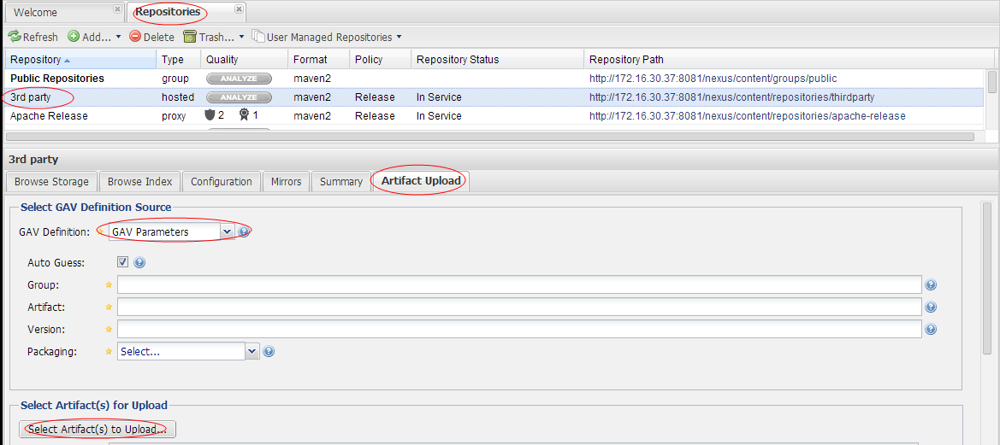 Welcome Repositories
Refresh Add... Delete Trash... User Managed Repositories
Repository Type Quality Format Policy Repository Status Repository Path
Public Repositories group ANALYZE maven2 http://172.16.30.37:8081/nexus/content/groups/public
3rd party hosted ANALYZE maven2 Release In Service http://172.16.30.37:8081/nexus/content/repositories/thirdparty
Apache Release proxy 2 1 maven2 Release In Service http://172.16.30.37:8081/nexus/content/repositories/apache-release
3rd party
Browse Storage Browse Index Configuration Mirrors Summary Artifact Upload
Select GAV Definition Source
GAV Definition: GAV Parameters
Auto Guess:
Group:
Artifact:
Version:
Packaging: Select...
Select Artifact(s) for Upload
Select Artifact(s) to Upload...